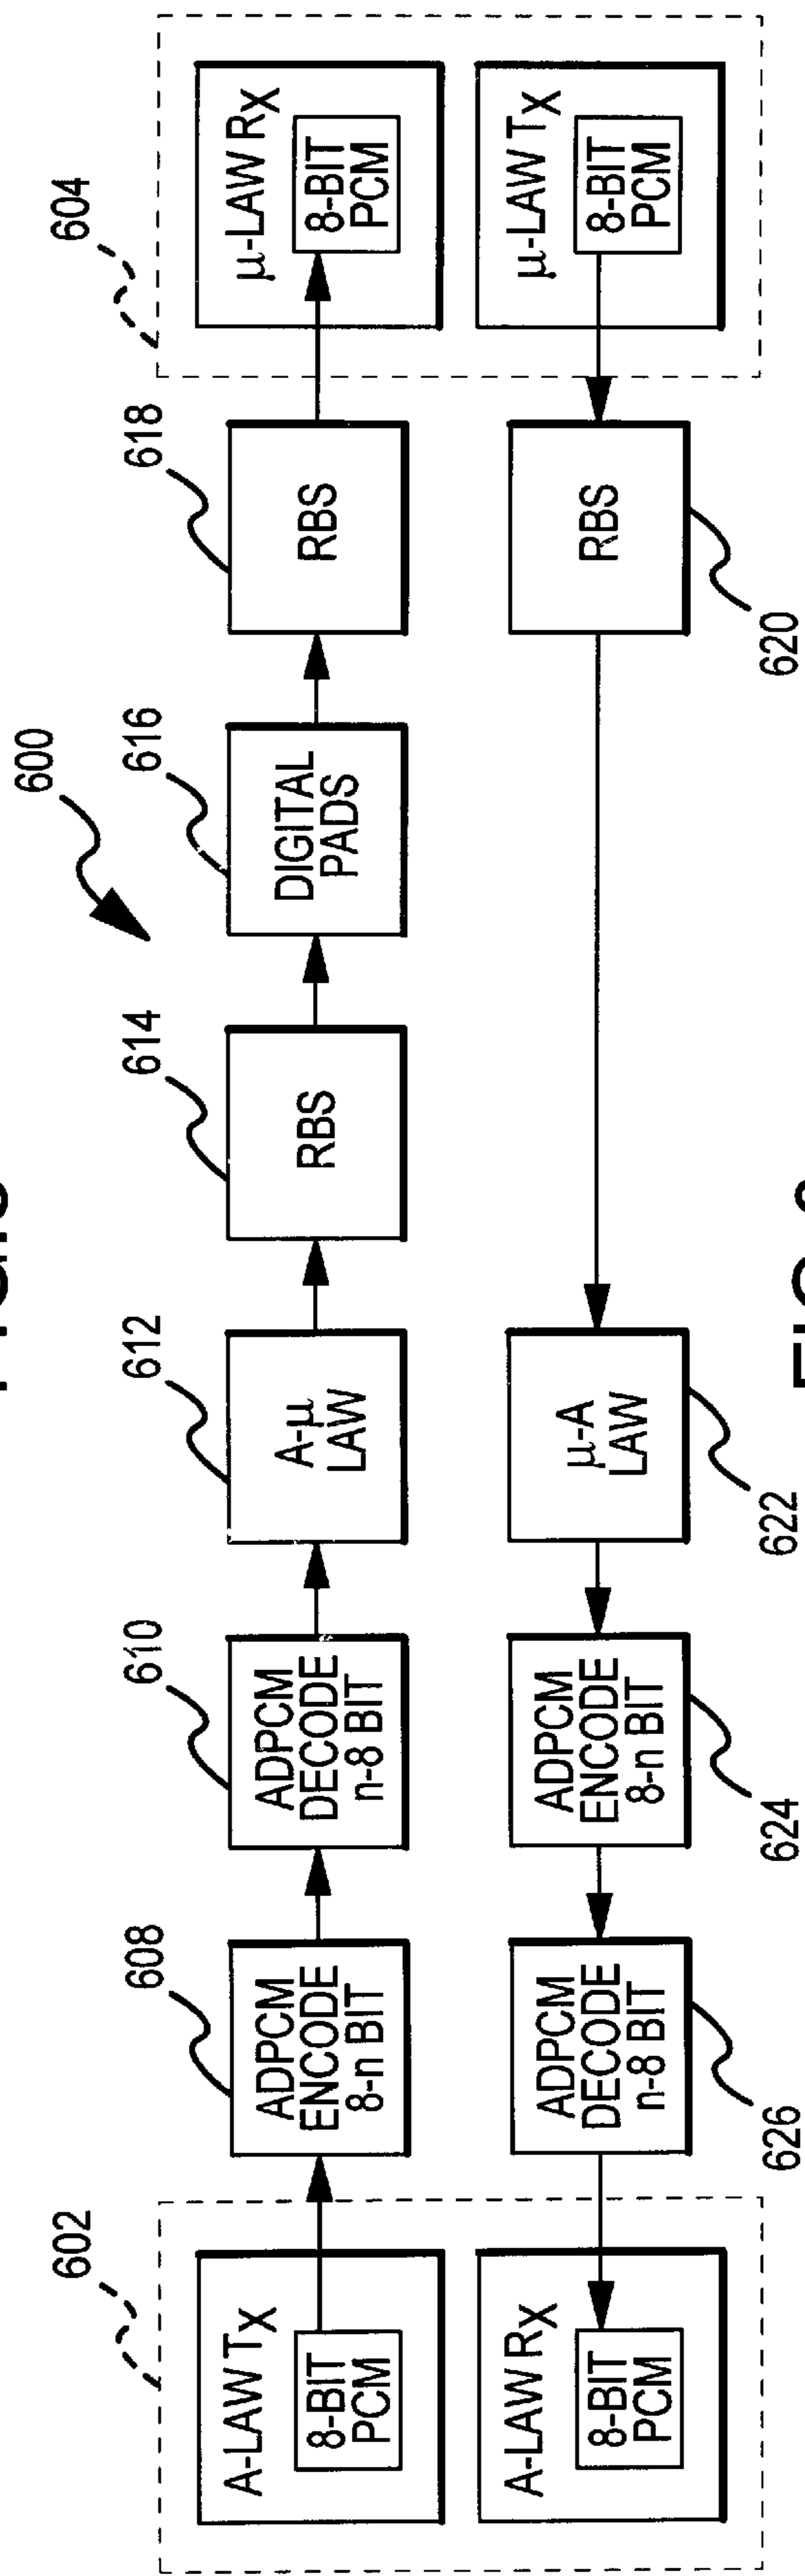 600
602
A-LAW TX
8-BIT
PCM
608
ADPCM
ENCODE
8-n BIT
610
ADPCM
DECODE
n-8 BIT
612
A-μ
LAW
614
RBS
616
DIGITAL
PADS
618
RBS
604
μ-LAW RX
8-BIT
PCM
A-LAW RX
8-BIT
PCM
ADPCM
DECODE
n-8 BIT
626
ADPCM
ENCODE
8-n BIT
624
μ-A
LAW
622
RBS
620
μ-LAW TX
8-BIT
PCM